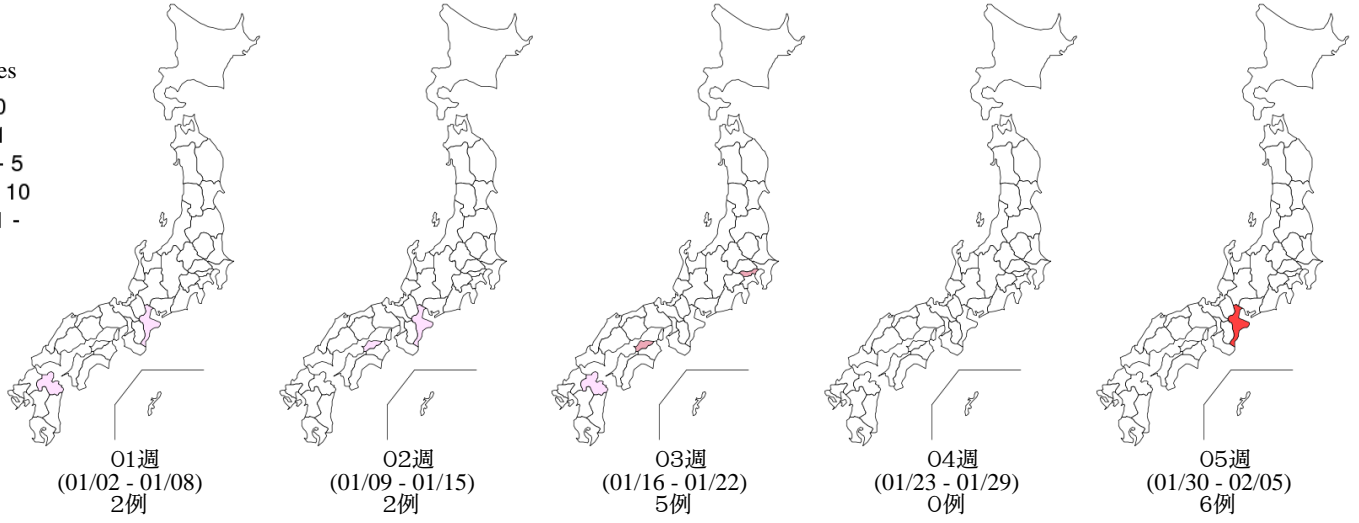 es
0
- 5
10
-
01週
(01/02 - 01/08)
2例
02週
(01/09 - 01/15)
2例
03週
(01/16 - 01/22)
5例
04週
(01/23 - 01/29)
0例
05週
(01/30 - 02/05)
6例